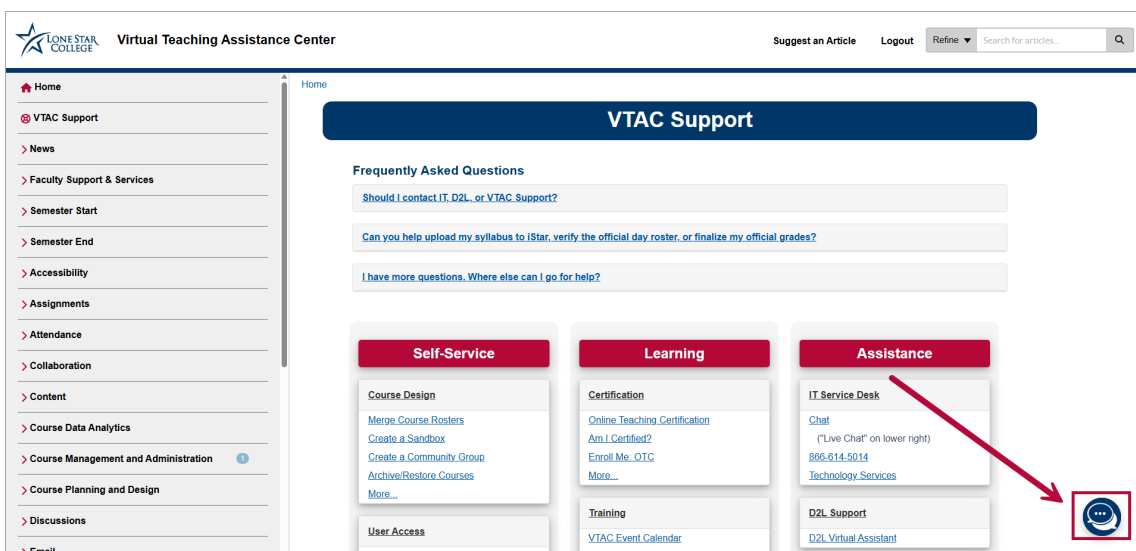 LONE STAR
COLLEGE
Virtual Teaching Assistance Center
Suggest an Article
Logout
Refine
Search for articles...
Home
VTAC Support
News
Faculty Support & Services
Semester Start
Semester End
Accessibility
Assignments
Attendance
Collaboration
Content
Course Data Analytics
Course Management and Administration 1
Course Planning and Design
Discussions
Email
Home
VTAC Support
Frequently Asked Questions
Should I contact IT, D2L, or VTAC Support?
Can you help upload my syllabus to iStar, verify the official day roster, or finalize my official grades?
I have more questions. Where else can I go for help?
Self-Service
Course Design
Merge Course Rosters
Create a Sandbox
Create a Community Group
Archive/Restore Courses
More...
User Access
Learning
Certification
Online Teaching Certification
Am I Certified?
Enroll Me: OTC
More...
Training
VTAC Event Calendar
Assistance
IT Service Desk
Chat
("Live Chat" on lower right)
866-614-5014
Technology Services
D2L Support
D2L Virtual Assistant